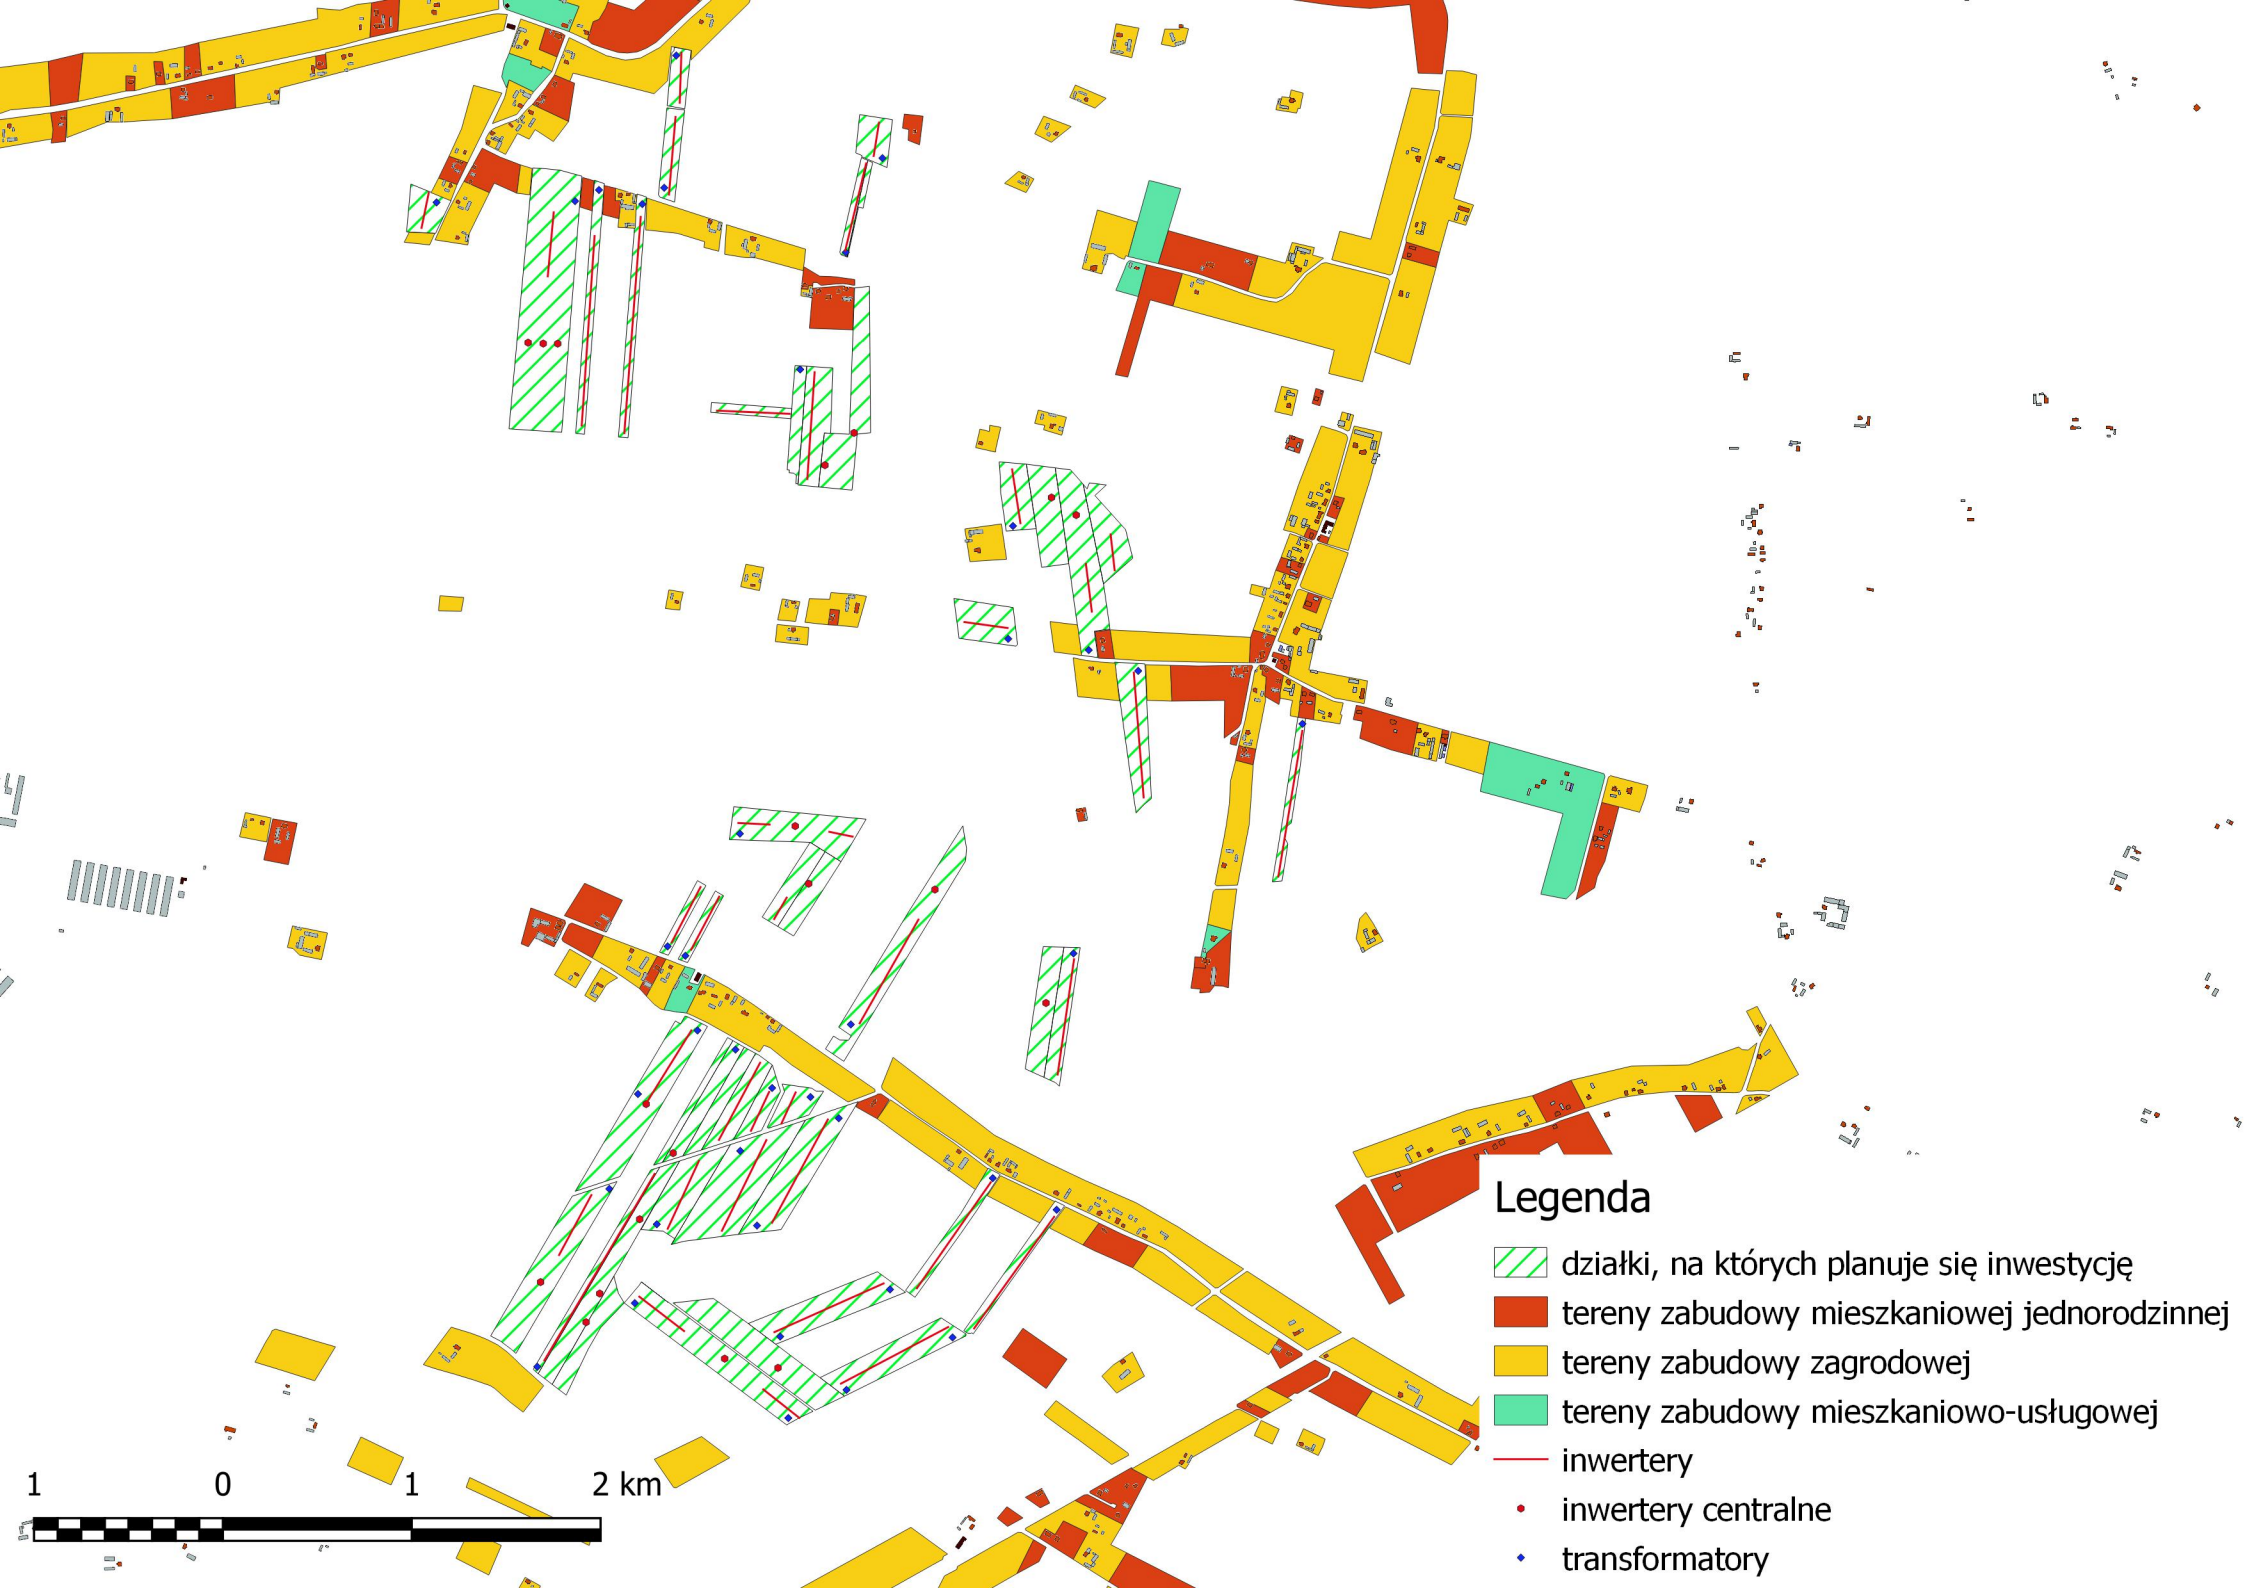 Legenda
działki, na których planuje się inwestycję
tereny zabudowy mieszkaniowej jednorodzinnej
tereny zabudowy zagrodowej
tereny zabudowy mieszkaniowo-usługowej
inwertery
inwertery centralne
transformatory
1 0 1 2 km